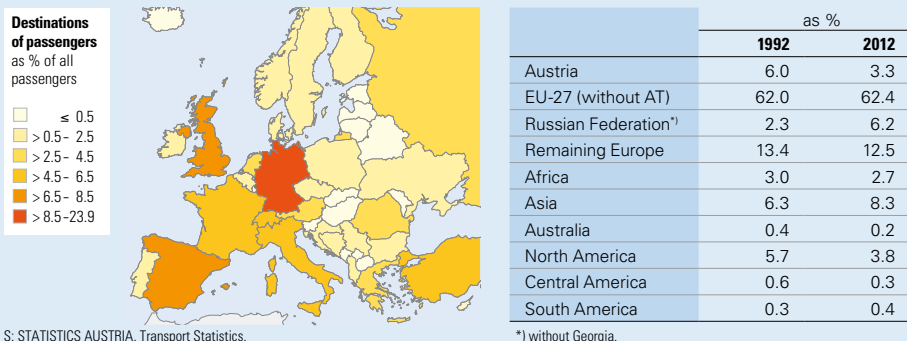 Destinations
of passengers
as % of all
passengers
≤ 0.5
> 0.5 – 2.5
> 2.5 – 4.5
> 4.5 – 6.5
> 6.5 – 8.5
> 8.5 –23.9
S: STATISTICS AUSTRIA, Transport Statistics.
as %
1992 2012
Austria 6.0 3.3
EU-27 (without AT) 62.0 62.4
Russian Federation*) 2.3 6.2
Remaining Europe 13.4 12.5
Africa 3.0 2.7
Asia 6.3 8.3
Australia 0.4 0.2
North America 5.7 3.8
Central America 0.6 0.3
South America 0.3 0.4
*) without Georgia.